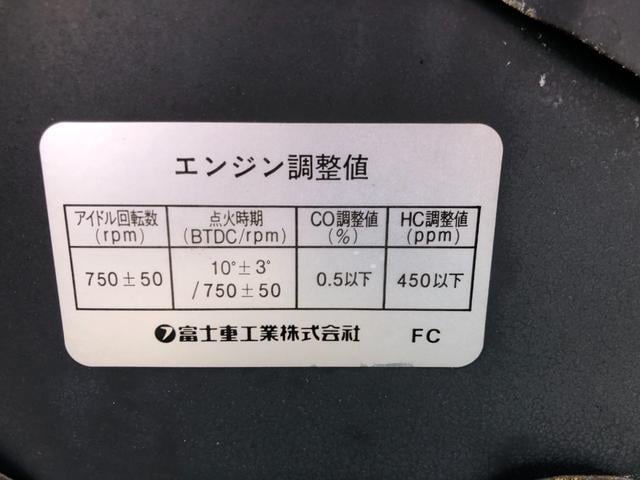 エンジン調整値
アイドル回転数 点火時期 CO調整値 HC調整値
(rpm) (BTDC/rpm) (%) (ppm)
750±50 10°±3° 0.5以下 450以下
/750±50
フ富士重工業株式会社 FC